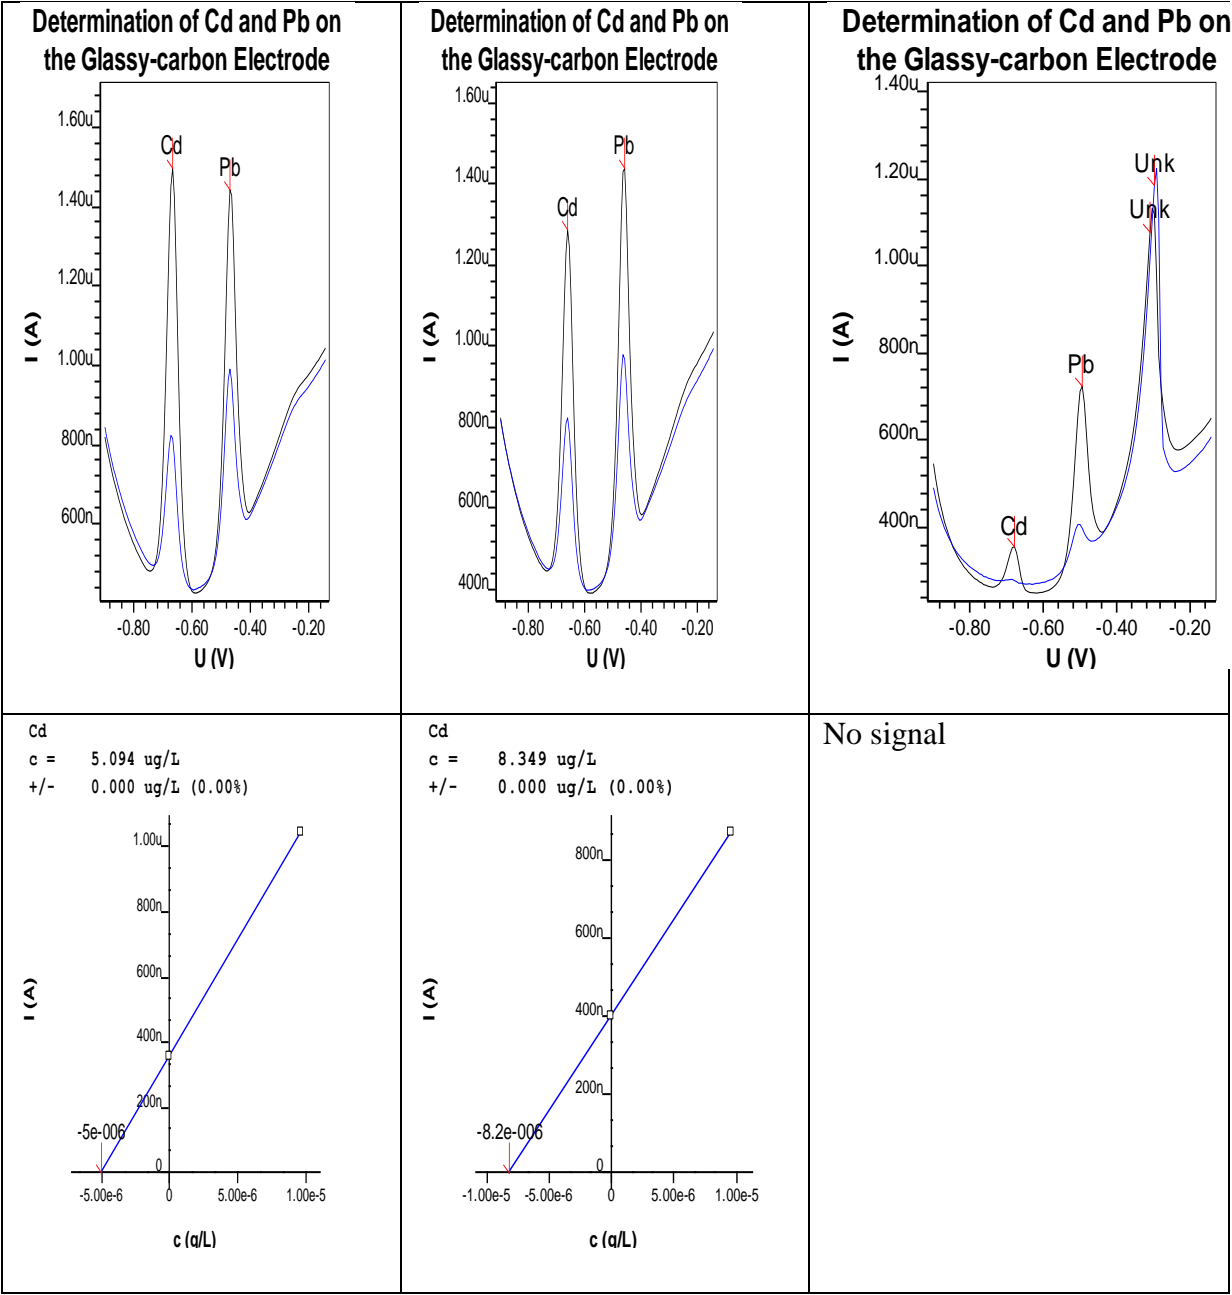 Determination of Cd and Pb on
the Glassy-carbon Electrode
1.60u
1.40u
1.20u
1.00u
800n
600n
Cd
Pb
I (A)
-0.80
-0.60
-0.40
-0.20
U (V)
Determination of Cd and Pb on
the Glassy-carbon Electrode
1.60u
1.40u
1.20u
1.00u
800n
600n
400n
Cd
Pb
I (A)
-0.80
-0.60
-0.40
-0.20
U (V)
Determination of Cd and Pb on
the Glassy-carbon Electrode
1.40u
1.20u
1.00u
800n
600n
400n
Unk
Unk
Pb
Cd
I (A)
-0.80
-0.60
-0.40
-0.20
U (V)
Cd
c = 5.094 ug/L
+/- 0.000 ug/L (0.00%)
1.00u
800n
600n
400n
200n
0
I (A)
-5e-006
-5.00e-6
0
5.00e-6
1.00e-5
c (g/L)
Cd
c = 8.349 ug/L
+/- 0.000 ug/L (0.00%)
800n
600n
400n
200n
0
I (A)
-8.2e-006
-1.00e-5
-5.00e-6
0
5.00e-6
1.00e-5
c (g/L)
No signal